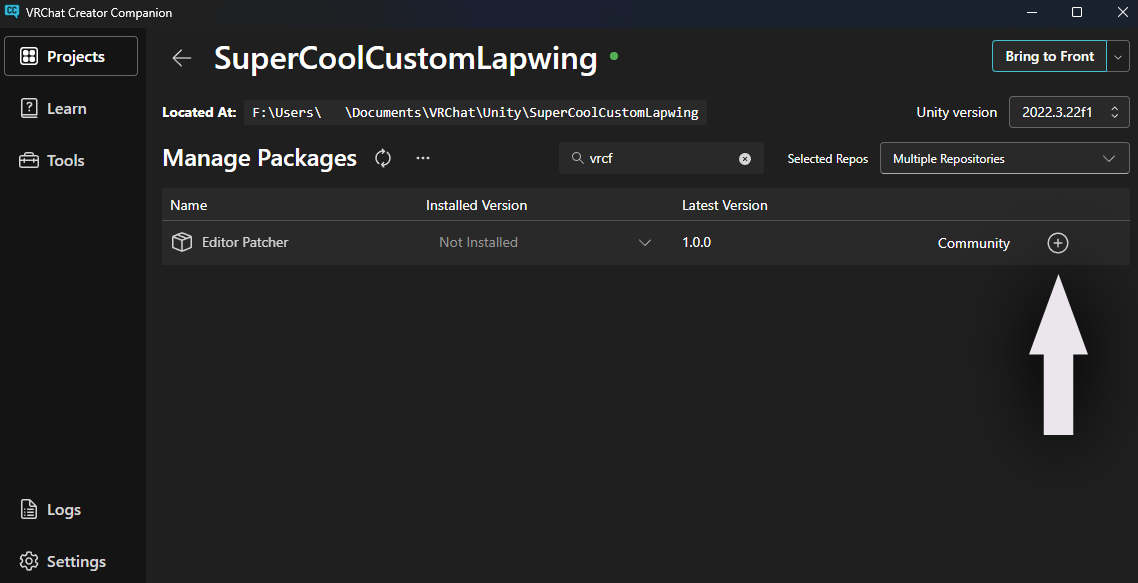 VRChat Creator Companion
Projects
Learn
Tools
Logs
Settings
SuperCoolCustomLapwing
Bring to Front
Located At: F:\Users\ \Documents\VRChat\Unity\SuperCoolCustomLapwing
Unity version 2022.3.22f1
Manage Packages
vrcf
Selected Repos Multiple Repositories
Name Installed Version Latest Version
Editor Patcher Not Installed 1.0.0 Community